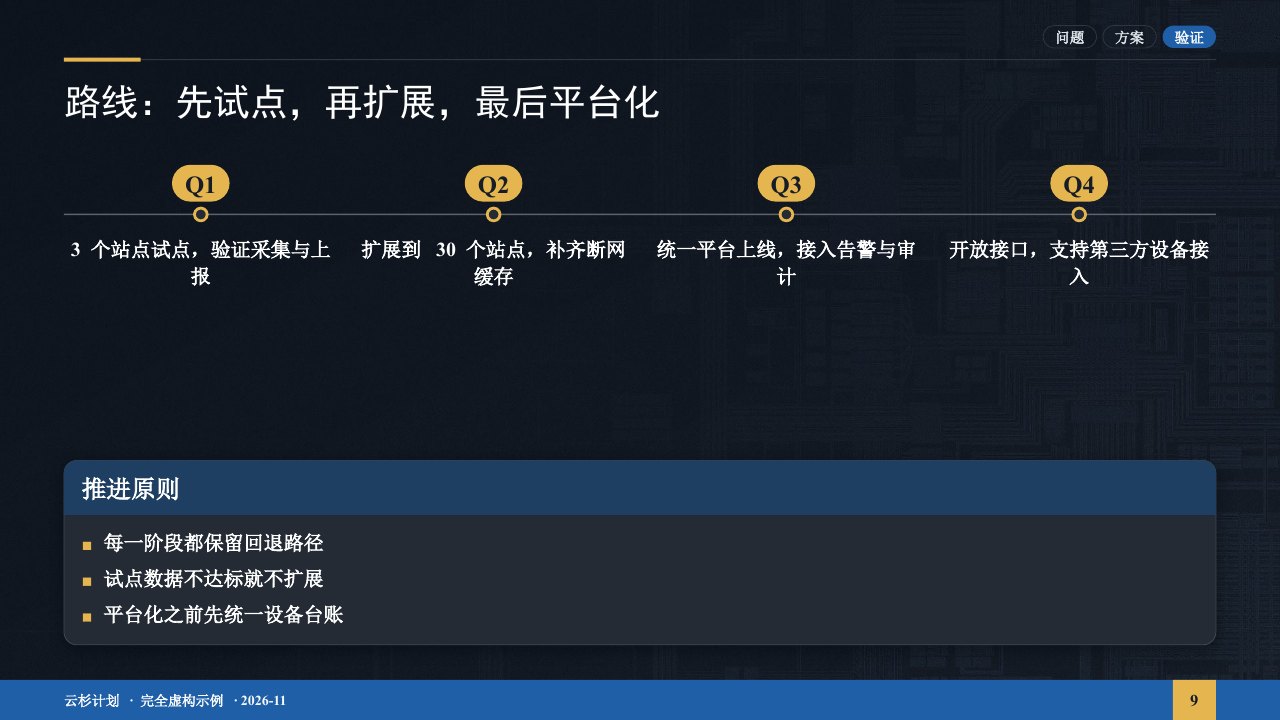 问题 方案 验证
路线：先试点，再扩展，最后平台化
Q1 Q2 Q3 Q4
3 个站点试点，验证采集与上
报
扩展到 30 个站点，补齐断网
缓存
统一平台上线，接入告警与审
计
开放接口，支持第三方设备接
入
推进原则
每一阶段都保留回退路径
试点数据不达标就不扩展
平台化之前先统一设备台账
云杉计划 · 完全虚构示例 · 2026-11
9